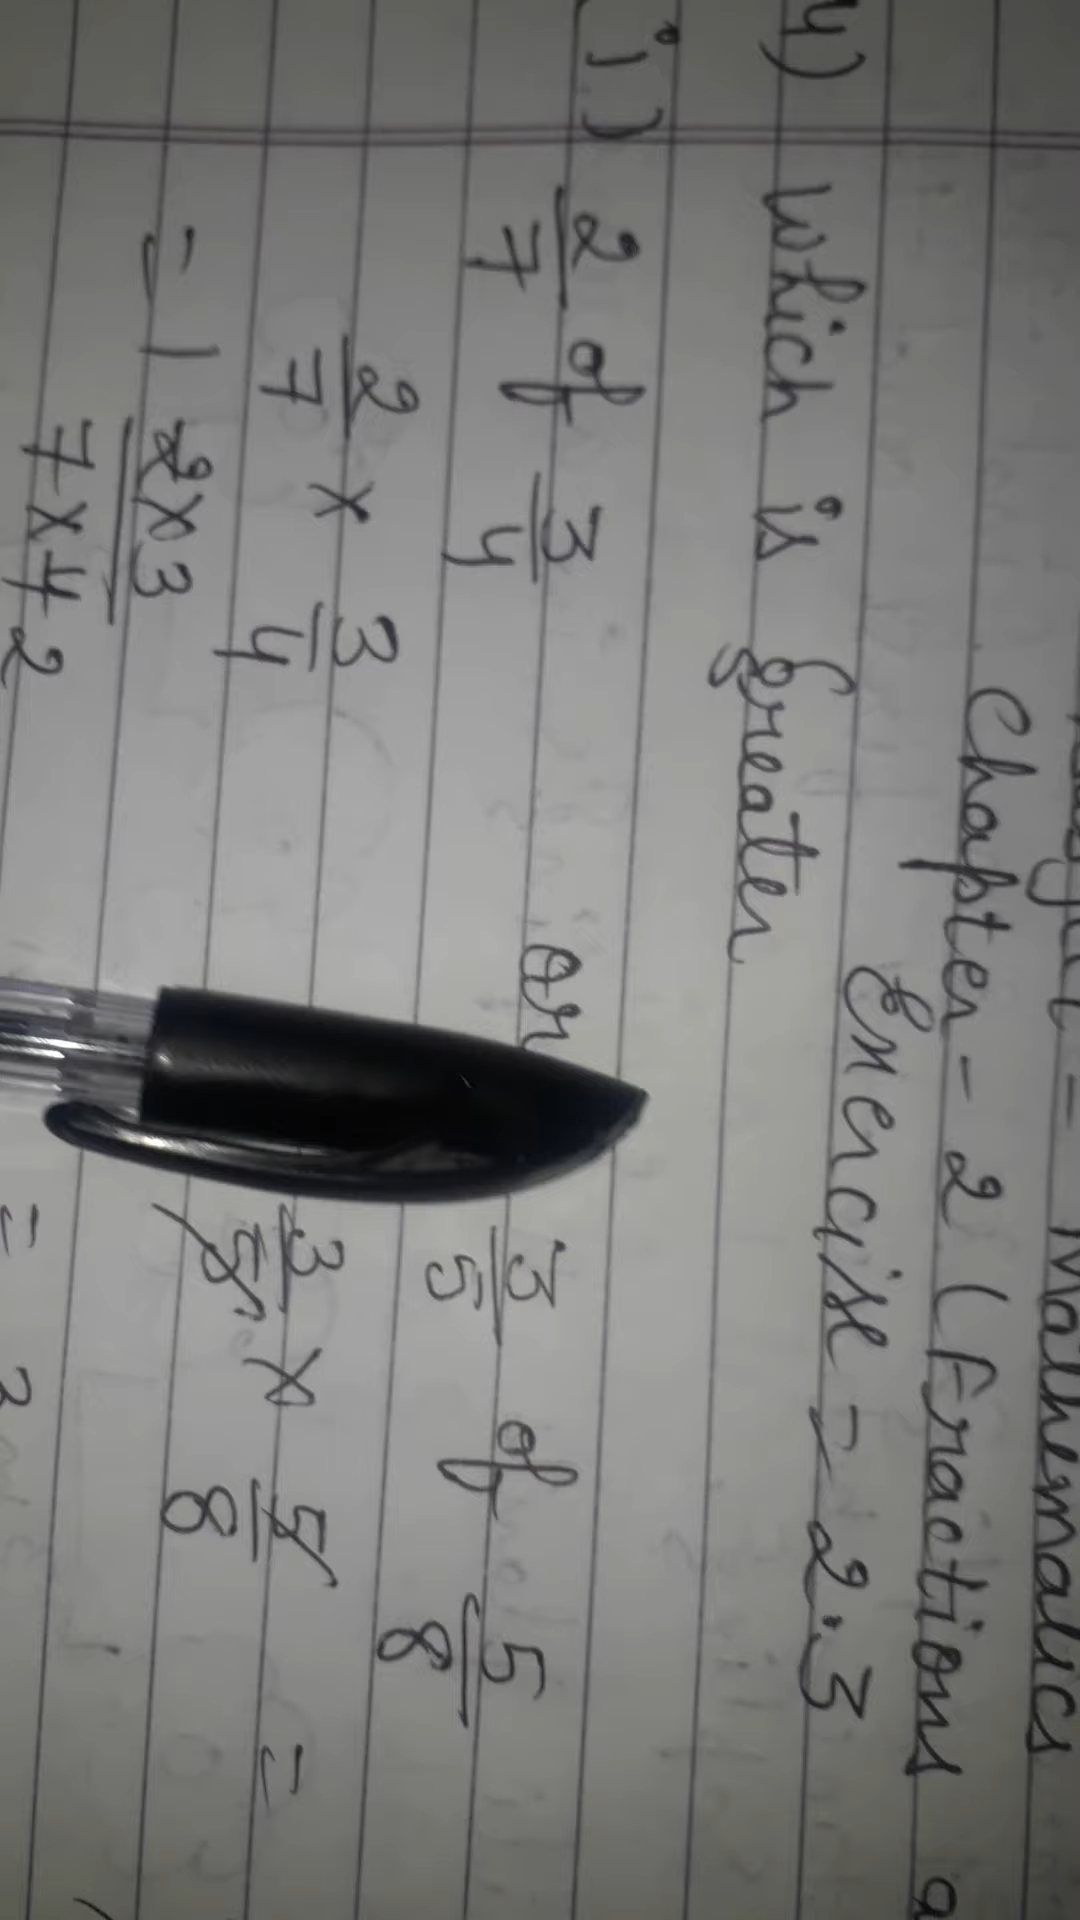 Mathematics
Chapter - 2 (Fractions
Exercise - 2.3
4) Which is Greater
i) 2/7 of 3/4 or 3/5 of 5/8
2/7 × 3/4 3/5 × 5/8 =
= 1 2×3 / 7×4 2 = 3